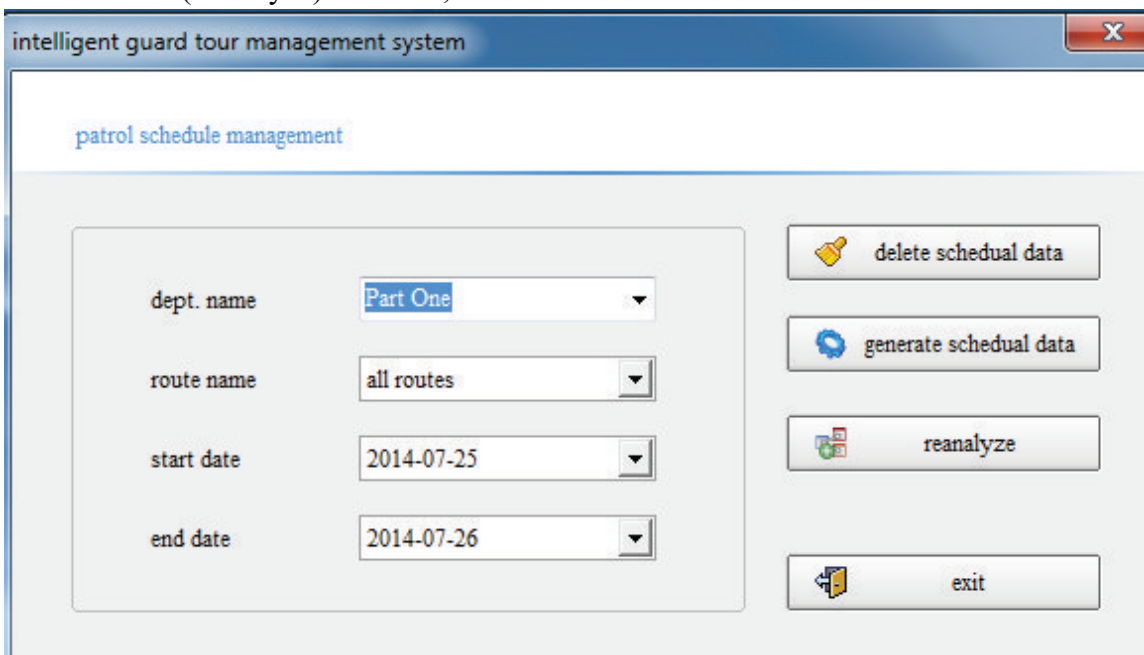 intelligent guard tour management system
patrol schedule management
dept. name
Part One
route name
all routes
start date
2014-07-25
end date
2014-07-26
delete schedual data
generate schedual data
reanalyze
exit